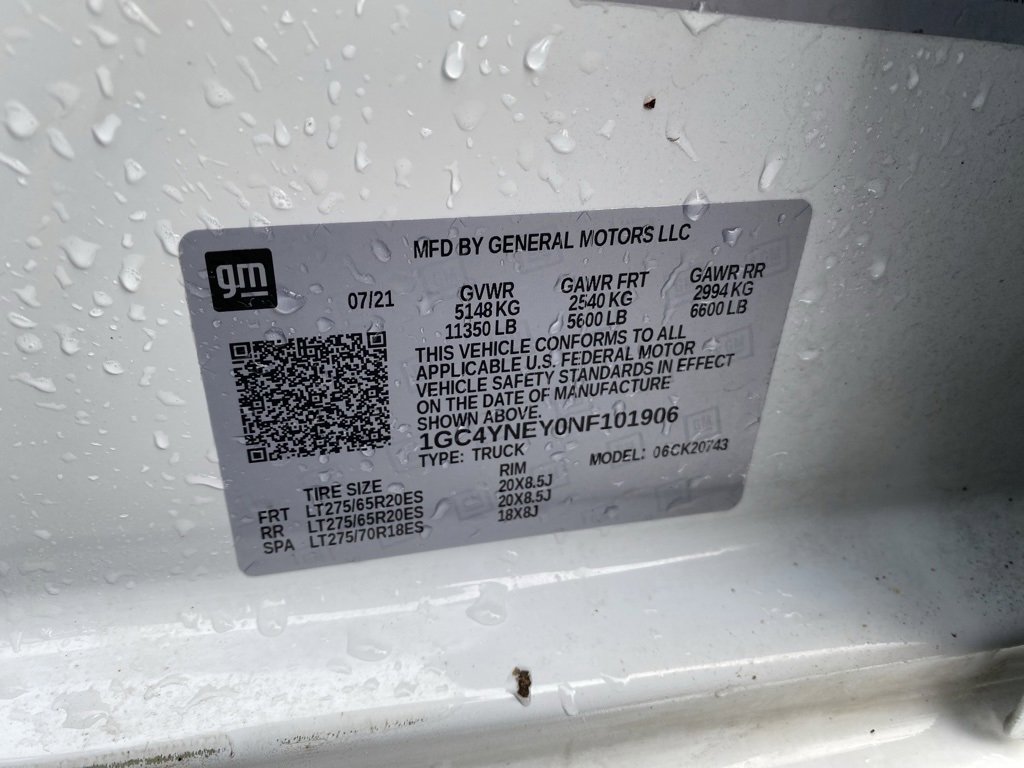 gm
MFD BY GENERAL MOTORS LLC
07/21
GVWR
5148 KG
11350 LB
GAWR FRT
2540 KG
5600 LB
GAWR RR
2994 KG
6600 LB
THIS VEHICLE CONFORMS TO ALL
APPLICABLE U.S. FEDERAL MOTOR
VEHICLE SAFETY STANDARDS IN EFFECT
ON THE DATE OF MANUFACTURE
SHOWN ABOVE.
1GC4YNEY0NF101906
TYPE: TRUCK
MODEL: 06CK20743
TIRE SIZE RIM
FRT LT275/65R20ES 20X8.5J
RR LT275/65R20ES 20X8.5J
SPA LT275/70R18ES 18X8J